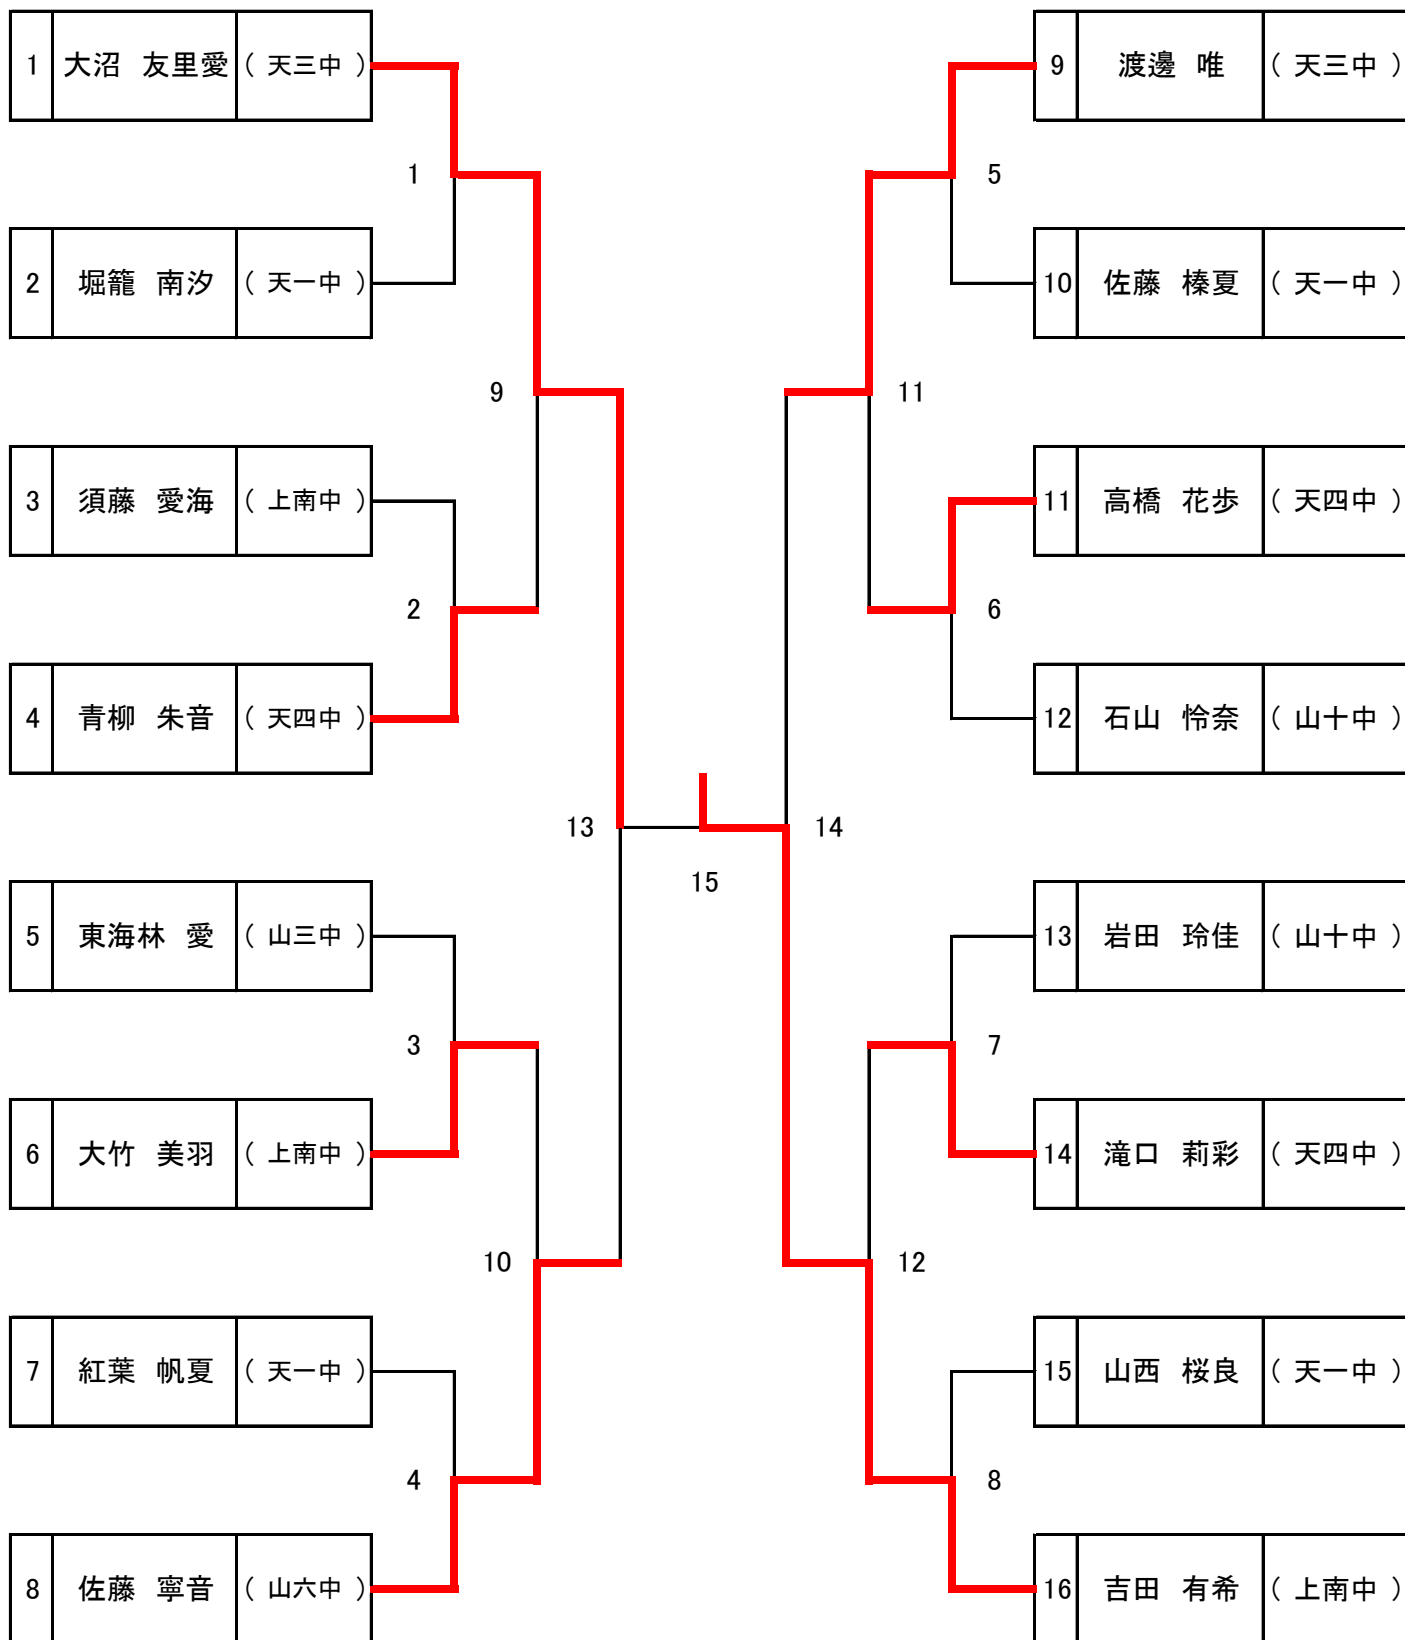 1 大沼 友里愛 ( 天三中 )
2 堀籠 南汐 ( 天一中 )
3 須藤 愛海 ( 上南中 )
4 青柳 朱音 ( 天四中 )
5 東海林 愛 ( 山三中 )
6 大竹 美羽 ( 上南中 )
7 紅葉 帆夏 ( 天一中 )
8 佐藤 寧音 ( 山六中 )
1
2
3
4
9
10
13
15
14
11
12
5
6
7
8
9 渡邊 唯 ( 天三中 )
10 佐藤 榛夏 ( 天一中 )
11 高橋 花歩 ( 天四中 )
12 石山 怜奈 ( 山十中 )
13 岩田 玲佳 ( 山十中 )
14 滝口 莉彩 ( 天四中 )
15 山西 桜良 ( 天一中 )
16 吉田 有希 ( 上南中 )